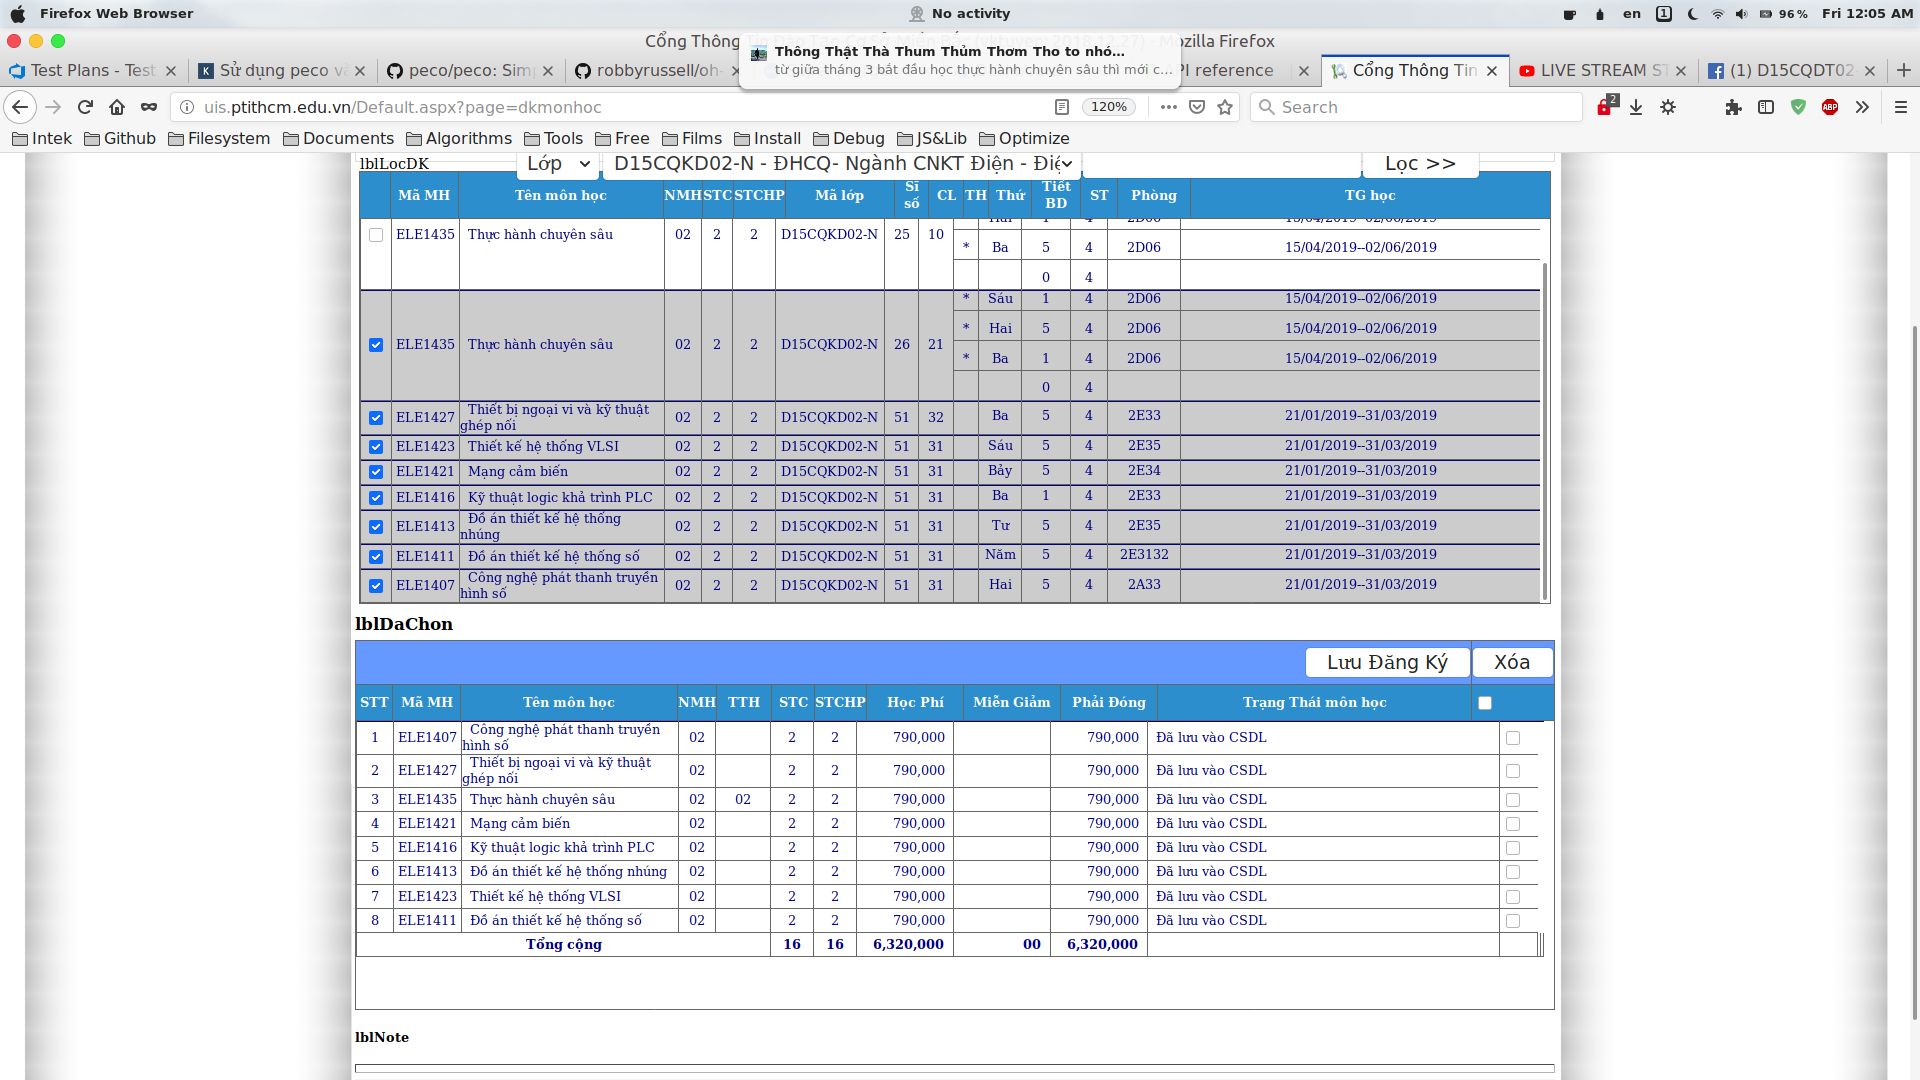 Firefox Web Browser No activity en 1 96 % Fri 12:05 AM
Mozilla Firefox
Thông Thật Thà Thum Thủm Thơm Tho to nhỏ...
từ giữa tháng 3 bắt đầu học thực hành chuyên sâu thì mới c...
Test Plans - Test Sử dụng peco và peco/peco: Sim robbyrussell/oh- PI reference Cổng Thông Tin LIVE STREAM ST (1) D15CQDT02
uis.ptithcm.edu.vn/Default.aspx?page=dkmonhoc 120% Search 2 ABP
Intek Github Filesystem Documents Algorithms Tools Free Films Install Debug JS&Lib Optimize
lblLocDK Lớp D15CQKD02-N - ĐHCQ- Ngành CNKT Điện - Điệ Lọc >>
Mã MH Tên môn học NMH STC STCHP Mã lớp Sĩ số CL TH Thứ Tiết BD ST Phòng TG học
Hai 1 4 2D06 15/04/2019--02/06/2019
ELE1435 Thực hành chuyên sâu 02 2 2 D15CQKD02-N 25 10
* Ba 5 4 2D06 15/04/2019--02/06/2019
0 4
* Sáu 1 4 2D06 15/04/2019--02/06/2019
* Hai 5 4 2D06 15/04/2019--02/06/2019
ELE1435 Thực hành chuyên sâu 02 2 2 D15CQKD02-N 26 21
* Ba 1 4 2D06 15/04/2019--02/06/2019
0 4
ELE1427 Thiết bị ngoại vi và kỹ thuật ghép nối 02 2 2 D15CQKD02-N 51 32 Ba 5 4 2E33 21/01/2019--31/03/2019
ELE1423 Thiết kế hệ thống VLSI 02 2 2 D15CQKD02-N 51 31 Sáu 5 4 2E35 21/01/2019--31/03/2019
ELE1421 Mạng cảm biến 02 2 2 D15CQKD02-N 51 31 Bảy 5 4 2E34 21/01/2019--31/03/2019
ELE1416 Kỹ thuật logic khả trình PLC 02 2 2 D15CQKD02-N 51 31 Ba 1 4 2E33 21/01/2019--31/03/2019
ELE1413 Đồ án thiết kế hệ thống nhúng 02 2 2 D15CQKD02-N 51 31 Tư 5 4 2E35 21/01/2019--31/03/2019
ELE1411 Đồ án thiết kế hệ thống số 02 2 2 D15CQKD02-N 51 31 Năm 5 4 2E3132 21/01/2019--31/03/2019
ELE1407 Công nghệ phát thanh truyền hình số 02 2 2 D15CQKD02-N 51 31 Hai 5 4 2A33 21/01/2019--31/03/2019
lblDaChon
Lưu Đăng Ký Xóa
STT Mã MH Tên môn học NMH TTH STC STCHP Học Phí Miễn Giảm Phải Đóng Trạng Thái môn học
1 ELE1407 Công nghệ phát thanh truyền hình số 02 2 2 790,000 790,000 Đã lưu vào CSDL
2 ELE1427 Thiết bị ngoại vi và kỹ thuật ghép nối 02 2 2 790,000 790,000 Đã lưu vào CSDL
3 ELE1435 Thực hành chuyên sâu 02 02 2 2 790,000 790,000 Đã lưu vào CSDL
4 ELE1421 Mạng cảm biến 02 2 2 790,000 790,000 Đã lưu vào CSDL
5 ELE1416 Kỹ thuật logic khả trình PLC 02 2 2 790,000 790,000 Đã lưu vào CSDL
6 ELE1413 Đồ án thiết kế hệ thống nhúng 02 2 2 790,000 790,000 Đã lưu vào CSDL
7 ELE1423 Thiết kế hệ thống VLSI 02 2 2 790,000 790,000 Đã lưu vào CSDL
8 ELE1411 Đồ án thiết kế hệ thống số 02 2 2 790,000 790,000 Đã lưu vào CSDL
Tổng cộng 16 16 6,320,000 00 6,320,000
lblNote